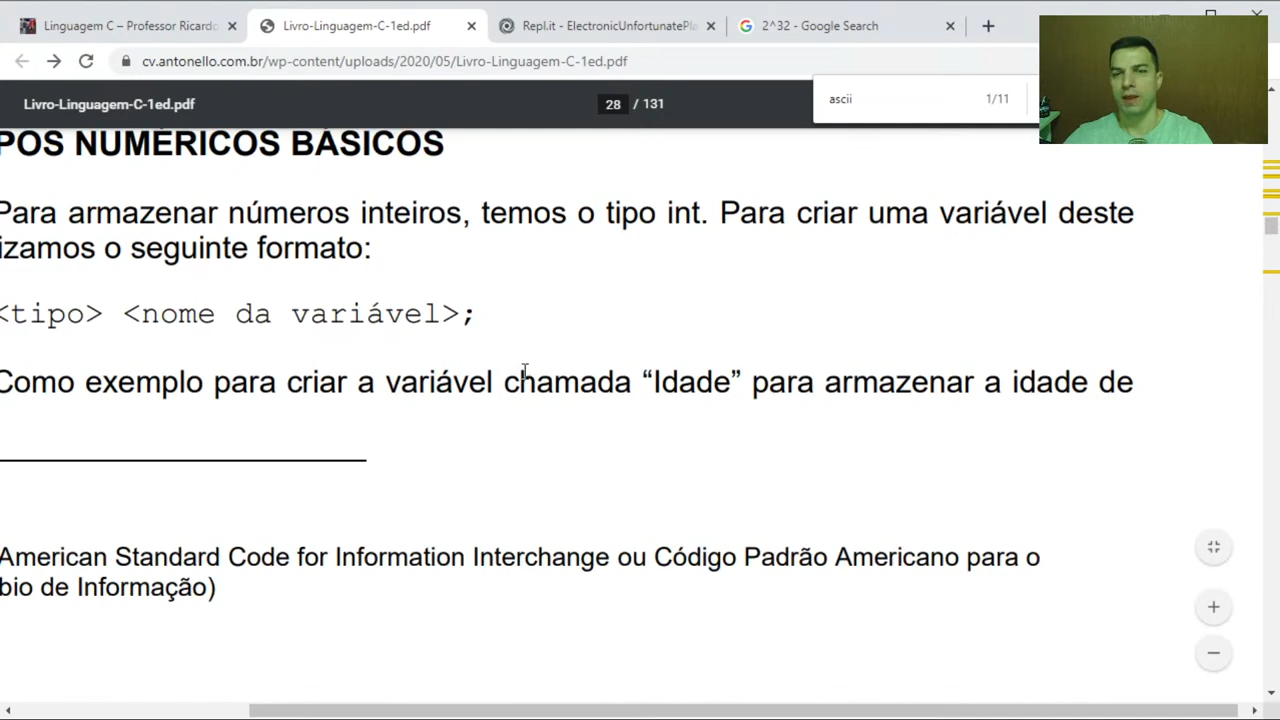 Linguagem C – Professor Ricardo
Livro-Linguagem-C-1ed.pdf
Repl.it - ElectronicUnfortunatePla
2^32 - Google Search
cv.antonello.com.br/wp-content/uploads/2020/05/Livro-Linguagem-C-1ed.pdf
Livro-Linguagem-C-1ed.pdf
28 / 131
ascii 1/11
POS NUMÉRICOS BÁSICOS
Para armazenar números inteiros, temos o tipo int. Para criar uma variável deste
izamos o seguinte formato:
<tipo> <nome da variável>;
Como exemplo para criar a variável chamada “Idade” para armazenar a idade de
American Standard Code for Information Interchange ou Código Padrão Americano para o
bio de Informação)